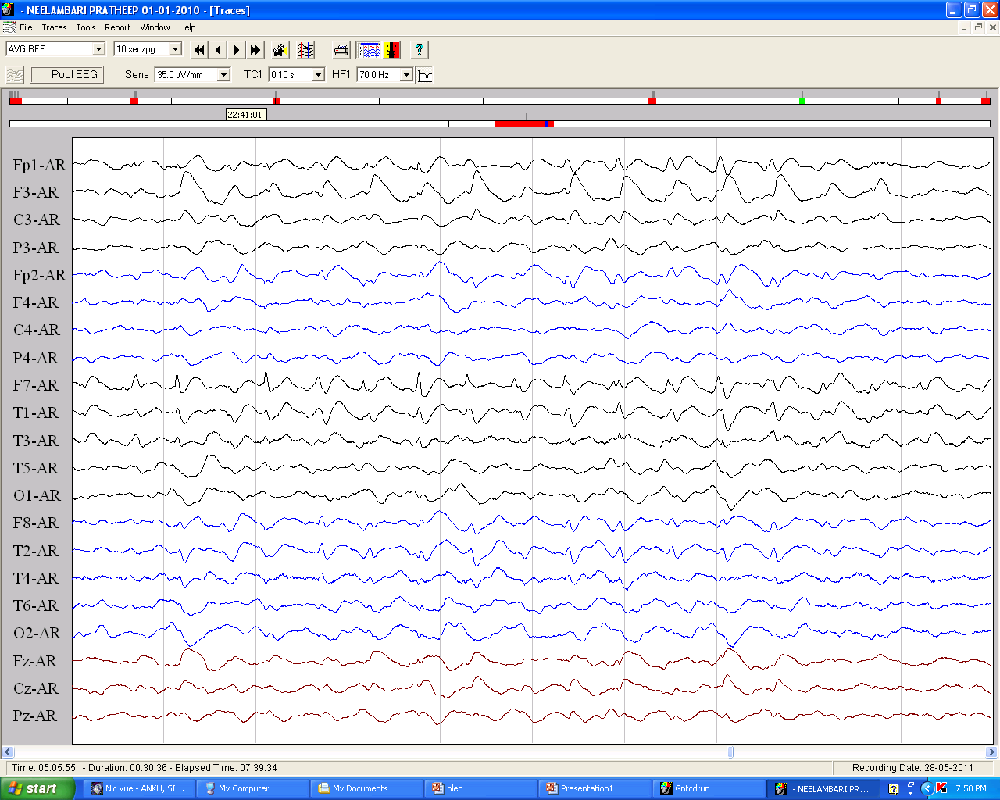 - NEELAMBARI PRATHEEP 01-01-2010 - [Traces]
File Traces Tools Report Window Help
AVG REF 10 sec/pg
Pool EEG Sens 35.0 µV/mm TC1 0.10 s HF1 70.0 Hz
22:41:01
Fp1-AR
F3-AR
C3-AR
P3-AR
Fp2-AR
F4-AR
C4-AR
P4-AR
F7-AR
T1-AR
T3-AR
T5-AR
O1-AR
F8-AR
T2-AR
T4-AR
T6-AR
O2-AR
Fz-AR
Cz-AR
Pz-AR
Time: 05:05:55 - Duration: 00:30:36 - Elapsed Time: 07:39:34 Recording Date: 28-05-2011
start Nic Vue - ANKU, SI... My Computer My Documents pled Presentation1 Gntcdrun - NEELAMBARI PR... 7:58 PM